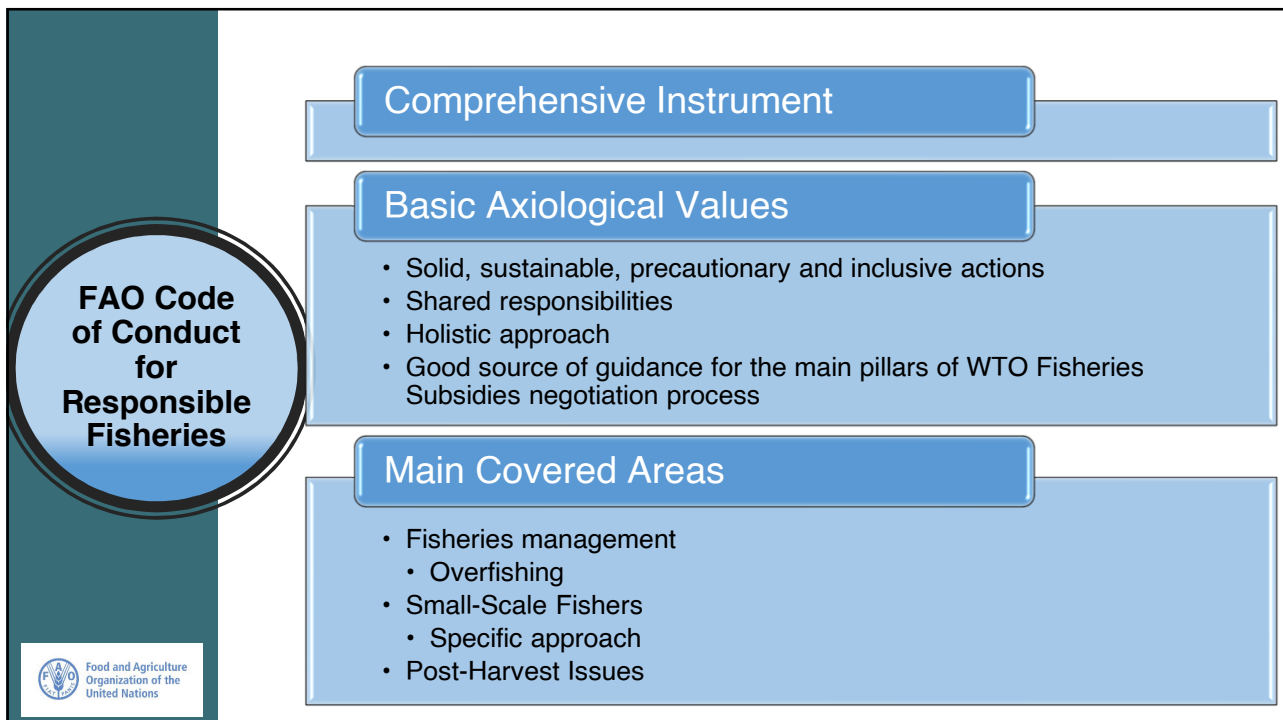 Comprehensive Instrument
Basic Axiological Values
• Solid, sustainable, precautionary and inclusive actions
• Shared responsibilities
• Holistic approach
• Good source of guidance for the main pillars of WTO Fisheries
Subsidies negotiation process
FAO Code
of Conduct
for
Responsible
Fisheries
Main Covered Areas
• Fisheries management
• Overfishing
• Small-Scale Fishers
• Specific approach
• Post-Harvest Issues
F A O
FIAT PANIS
Food and Agriculture
Organization of the
United Nations